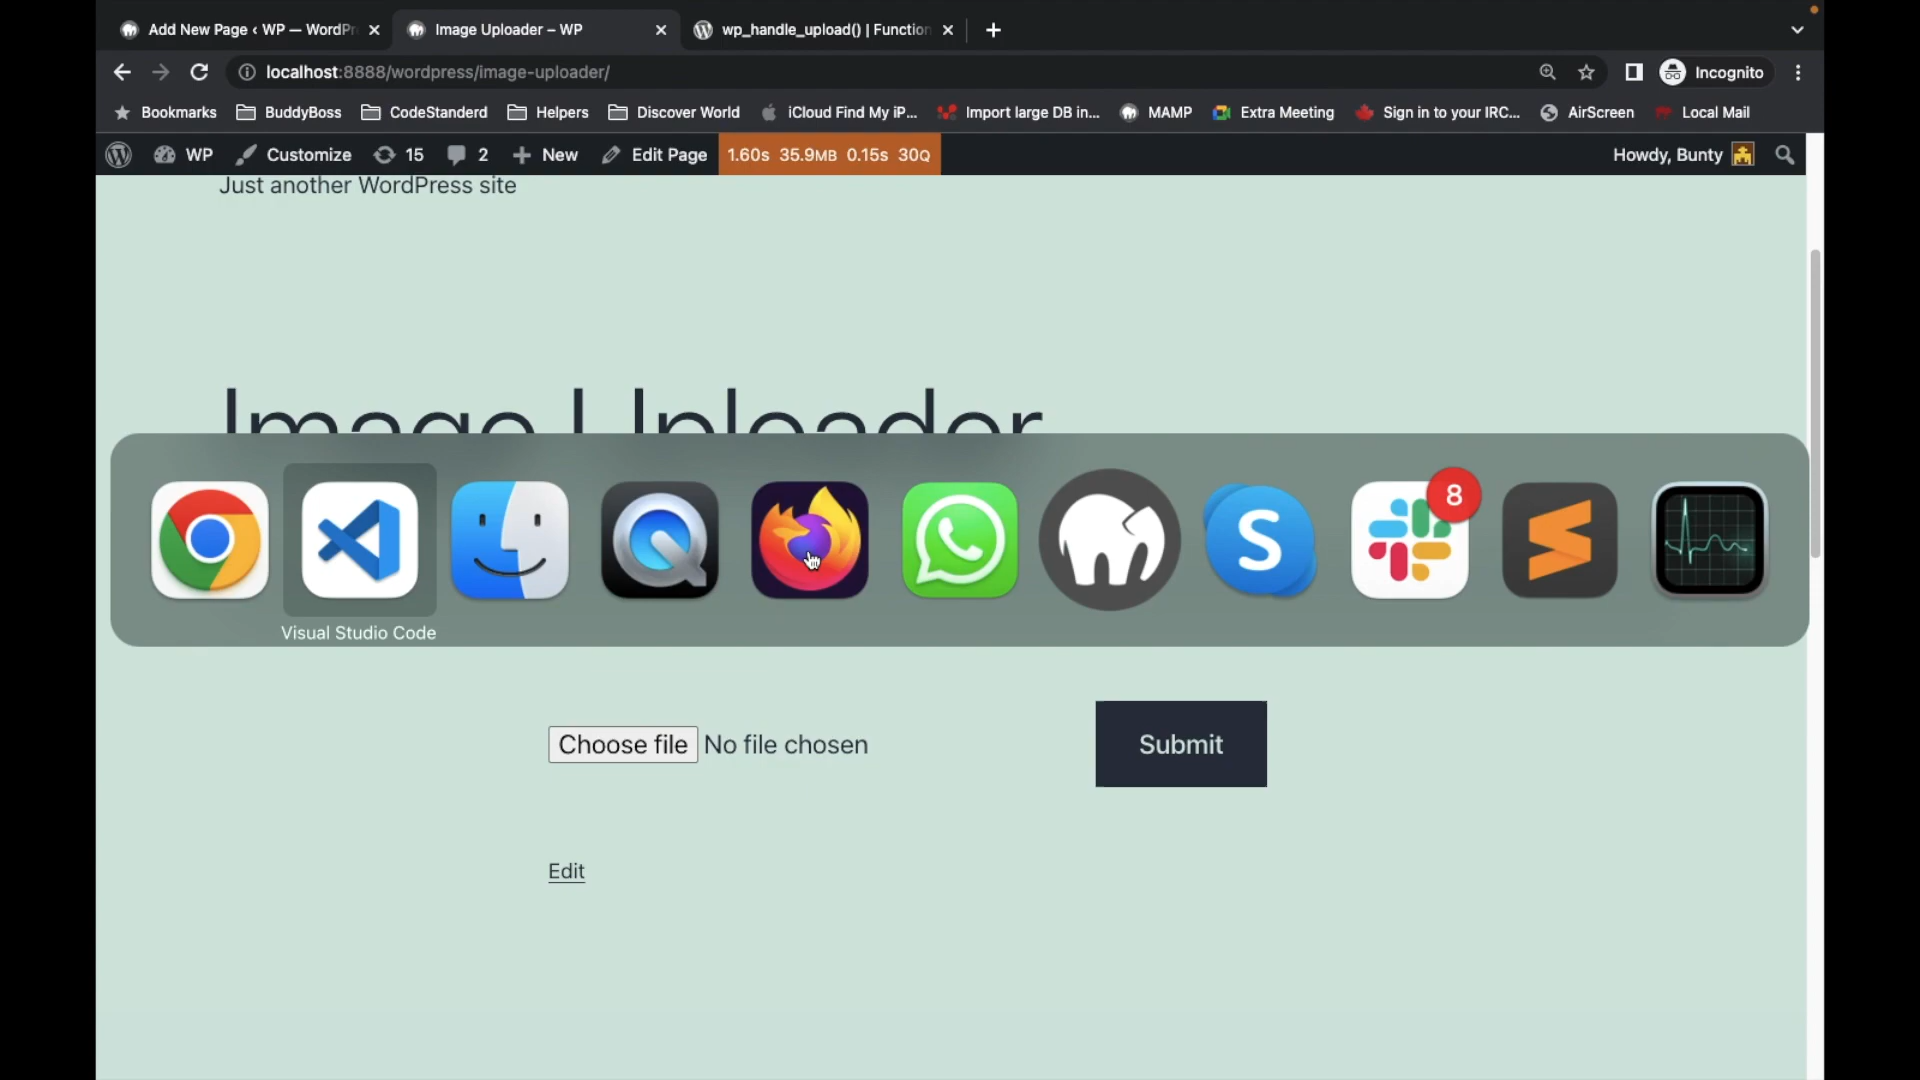 Add New Page ‹ WP — WordPr
Image Uploader – WP
wp_handle_upload() | Function
localhost:8888/wordpress/image-uploader/
Incognito
Bookmarks
BuddyBoss
CodeStanderd
Helpers
Discover World
iCloud Find My iP...
Import large DB in...
MAMP
Extra Meeting
Sign in to your IRC...
AirScreen
Local Mail
WP
Customize
15
2
New
Edit Page
1.60s 35.9MB 0.15s 30Q
Howdy, Bunty
Just another WordPress site
Image Uploader
S
8
Visual Studio Code
Choose file No file chosen
Submit
Edit